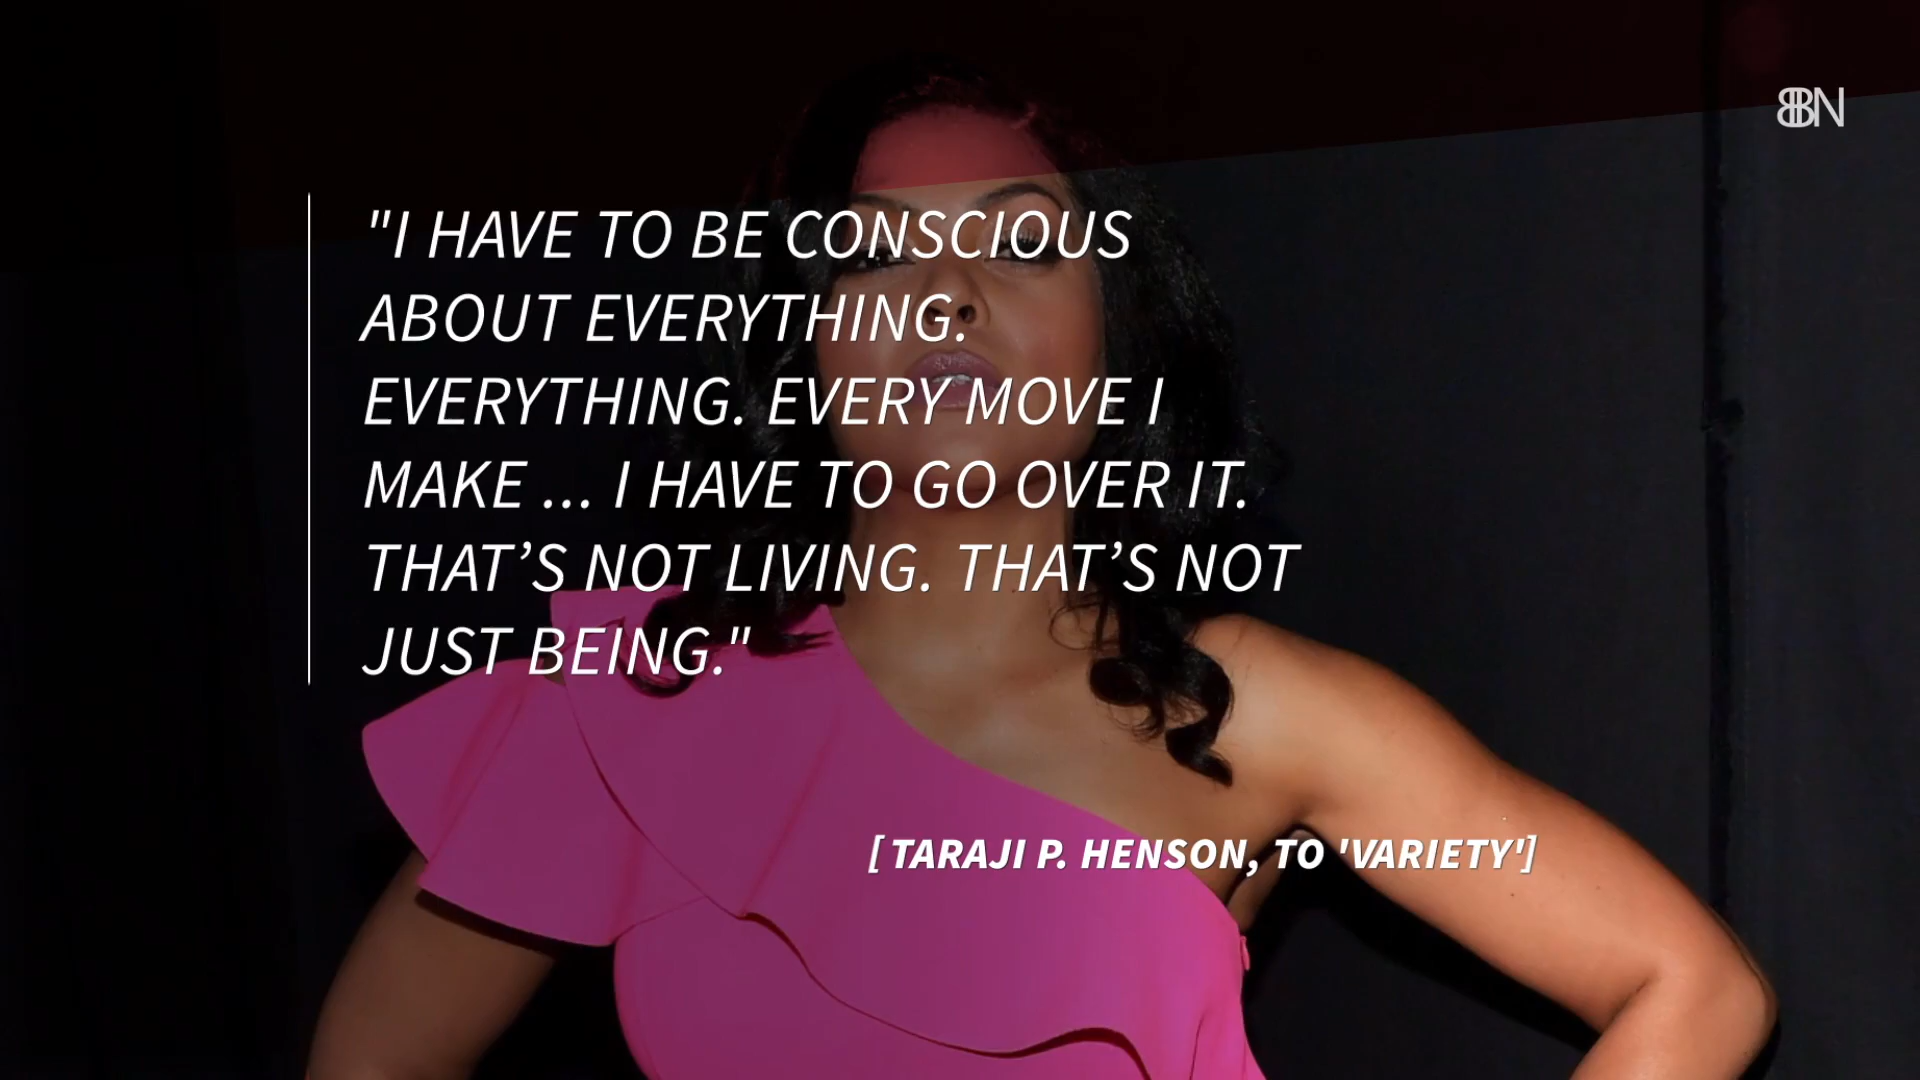 "I HAVE TO BE CONSCIOUS
ABOUT EVERYTHING.
EVERYTHING. EVERY MOVE I
MAKE ... I HAVE TO GO OVER IT.
THAT’S NOT LIVING. THAT’S NOT
JUST BEING."
[ TARAJI P. HENSON, TO 'VARIETY']
BBN